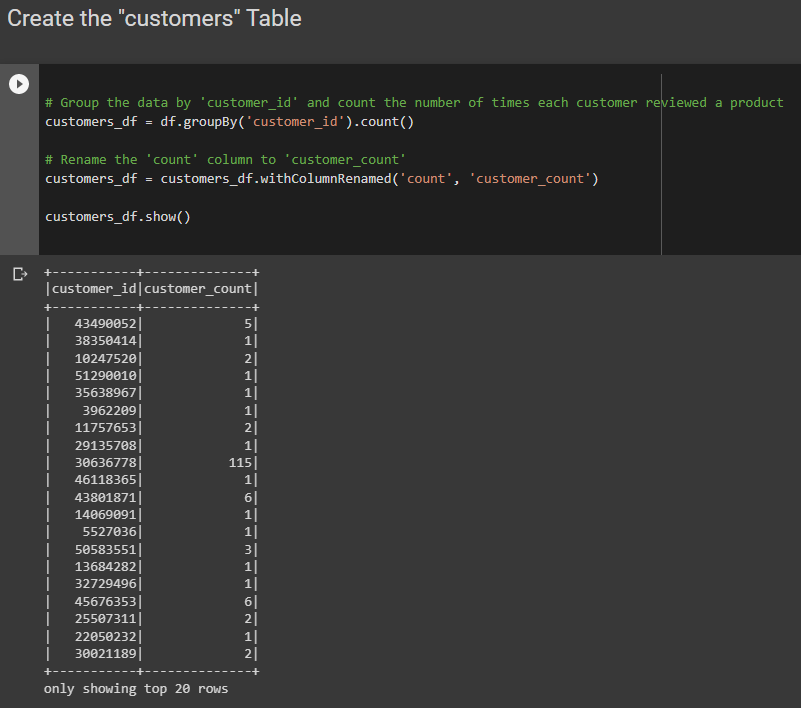 Create the "customers" Table
# Group the data by 'customer_id' and count the number of times each customer reviewed a product
customers_df = df.groupBy('customer_id').count()
# Rename the 'count' column to 'customer_count'
customers_df = customers_df.withColumnRenamed('count', 'customer_count')
customers_df.show()
+-----------+--------------+
|customer_id|customer_count|
+-----------+--------------+
|   43490052|             5|
|   38350414|             1|
|   10247520|             2|
|   51290010|             1|
|   35638967|             1|
|    3962209|             1|
|   11757653|             2|
|   29135708|             1|
|   30636778|           115|
|   46118365|             1|
|   43801871|             6|
|   14069091|             1|
|    5527036|             1|
|   50583551|             3|
|   13684282|             1|
|   32729496|             1|
|   45676353|             6|
|   25507311|             2|
|   22050232|             1|
|   30021189|             2|
+-----------+--------------+
only showing top 20 rows